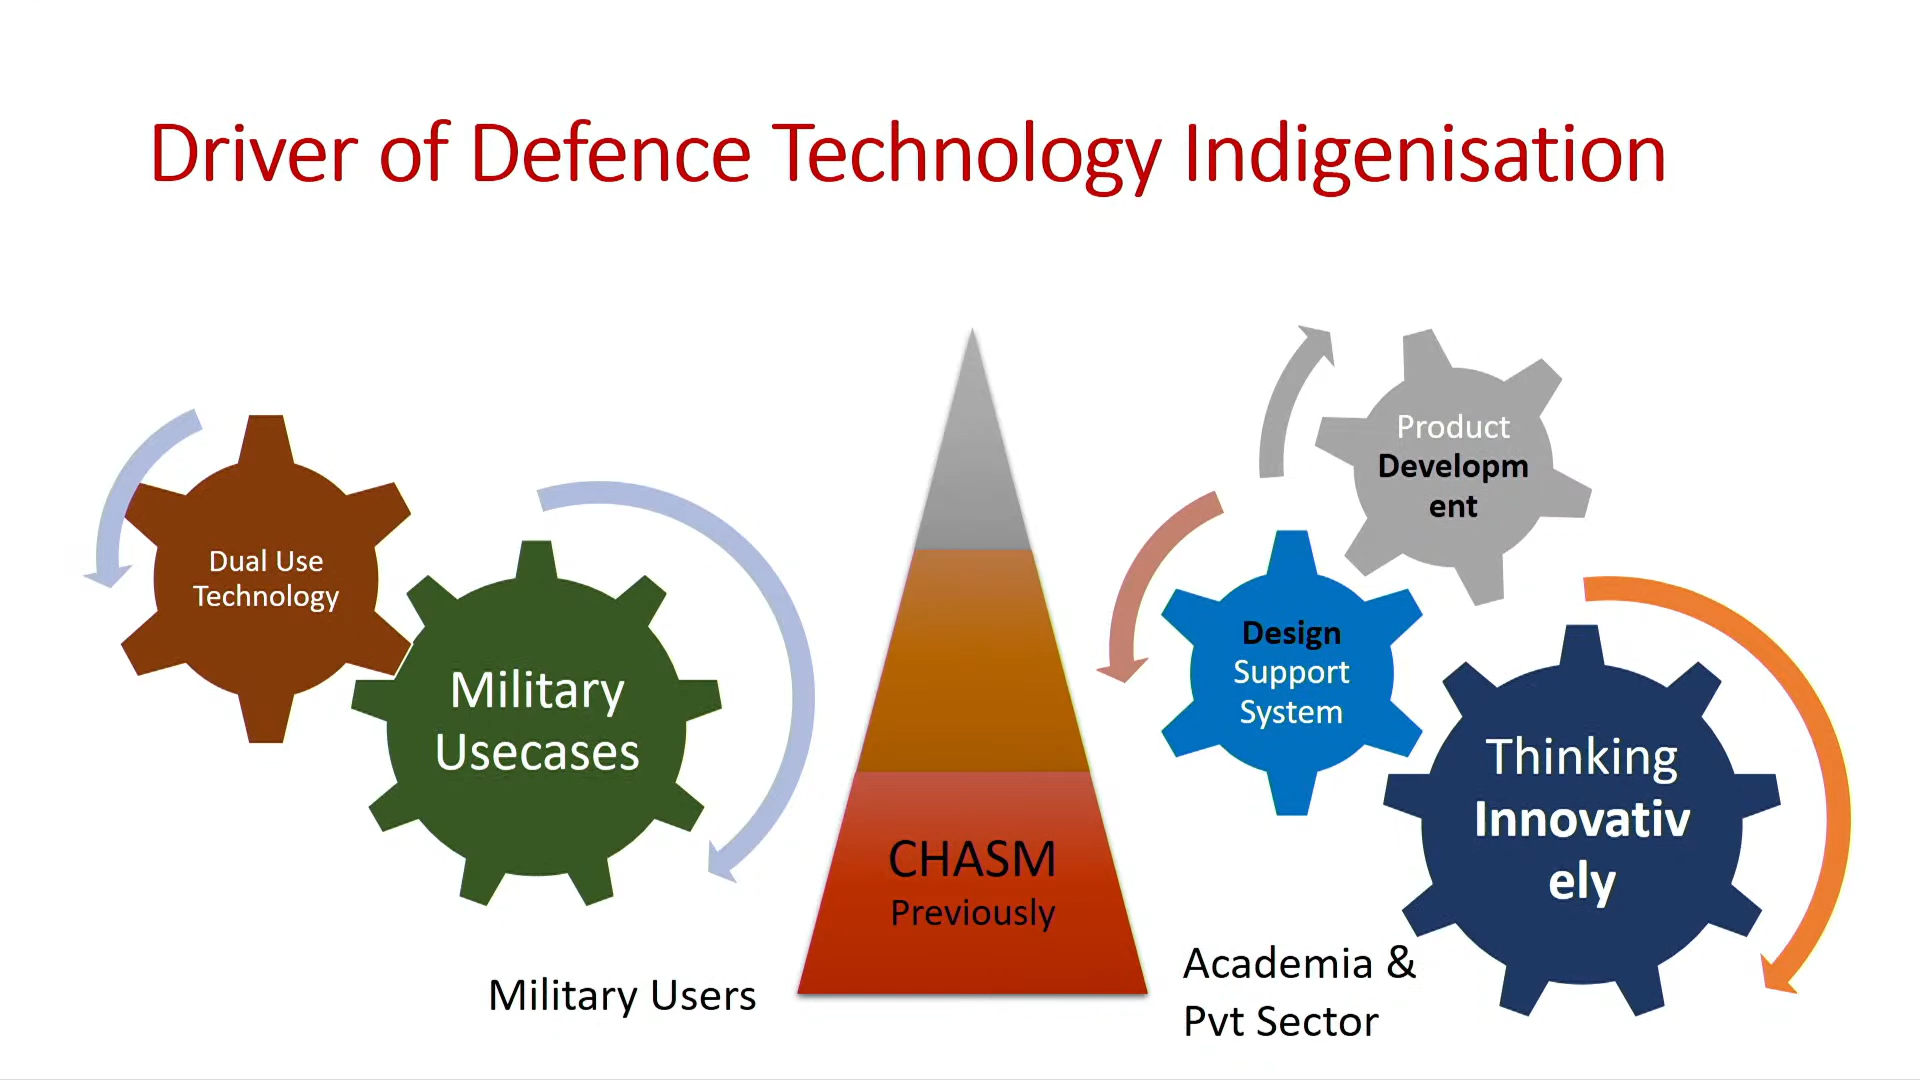 Driver of Defence Technology Indigenisation
Dual Use
Technology
Military
Usecases
Military Users
CHASM
Previously
Product
Developm
ent
Design
Support
System
Thinking
Innovativ
ely
Academia &
Pvt Sector